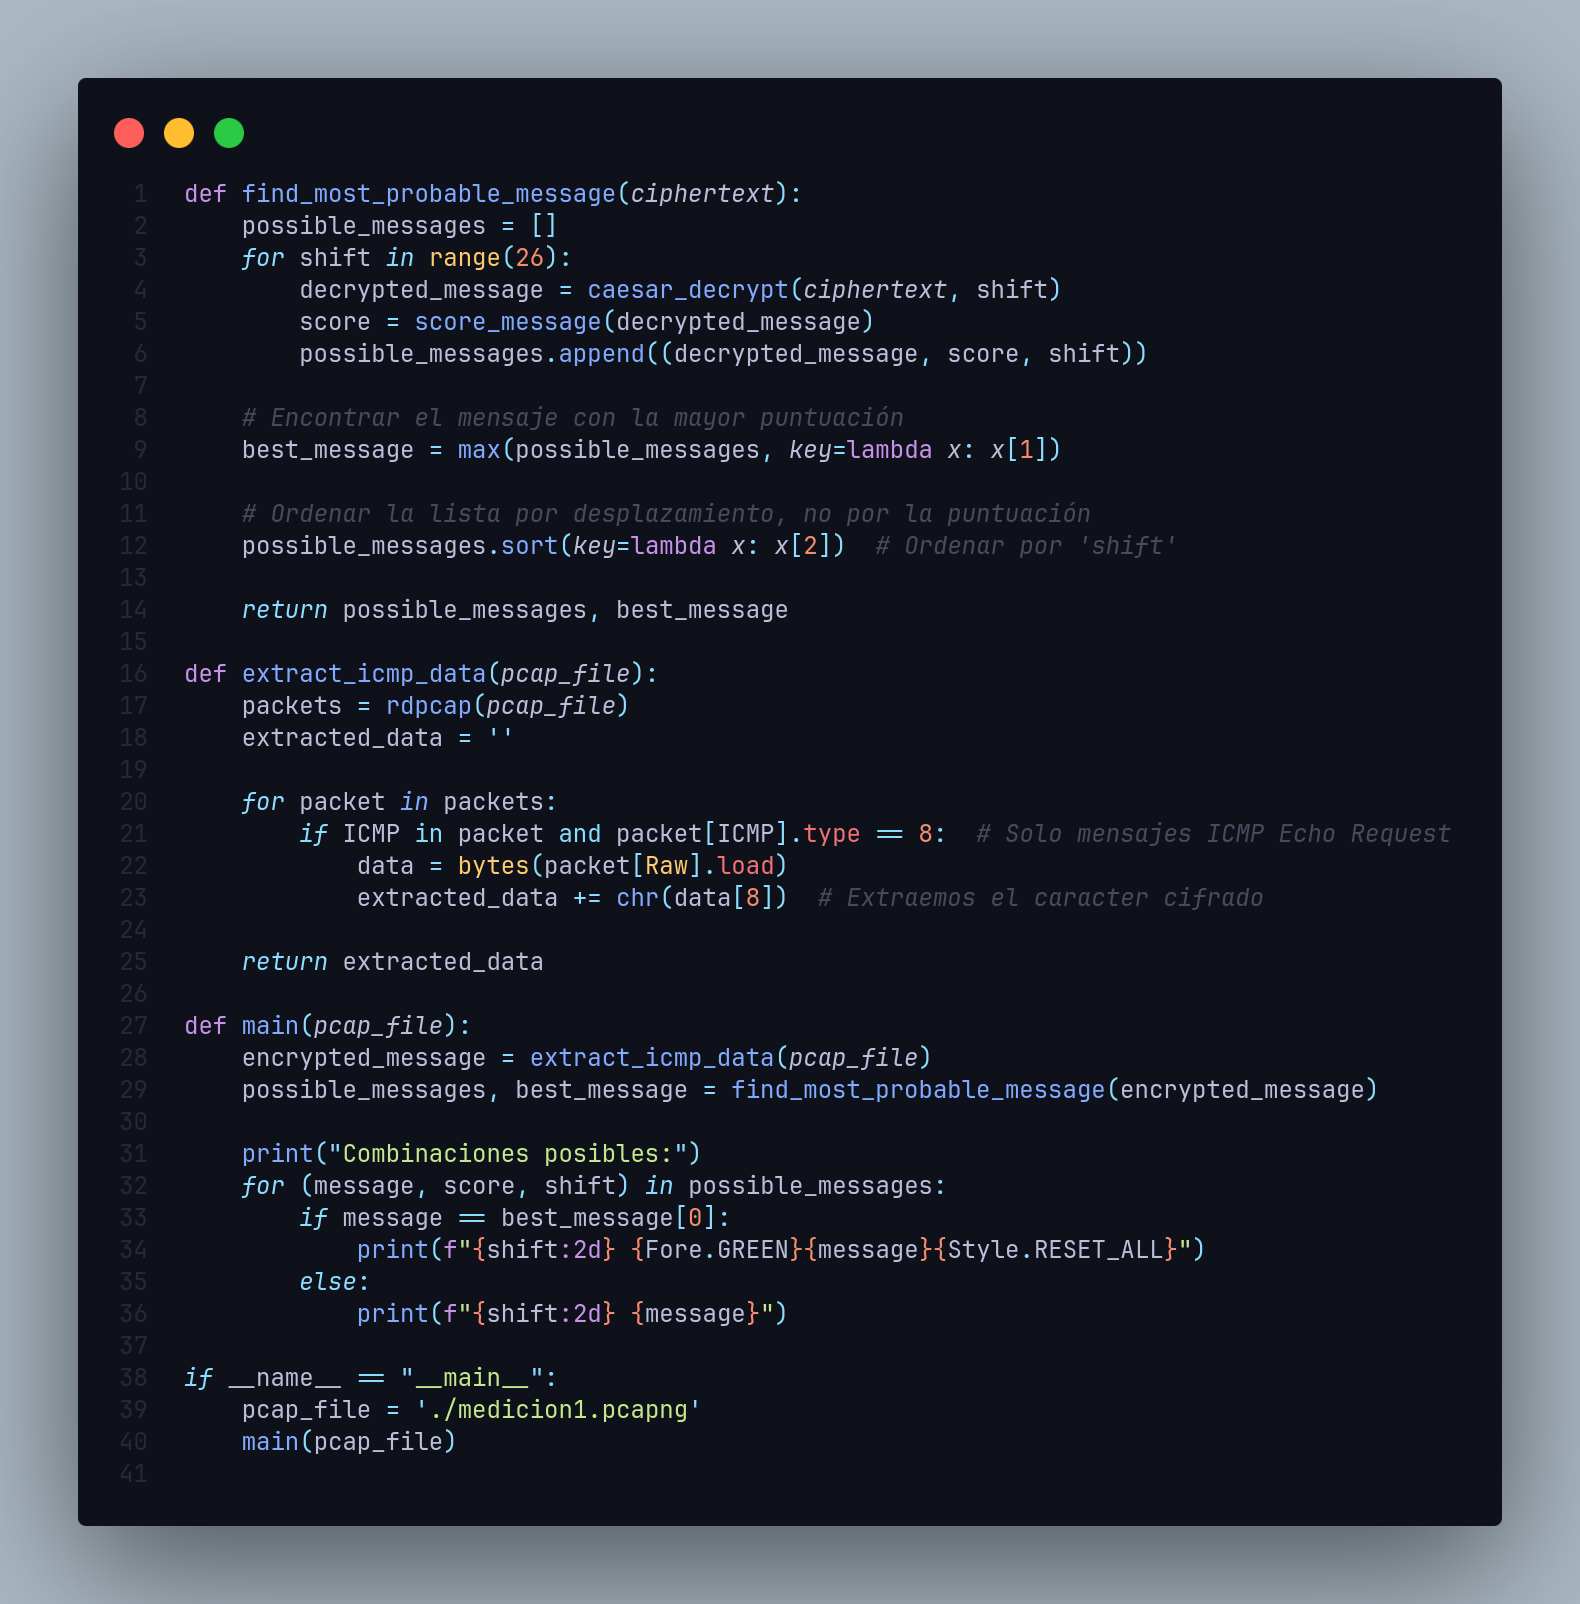 1 def find_most_probable_message(ciphertext):
2     possible_messages = []
3     for shift in range(26):
4         decrypted_message = caesar_decrypt(ciphertext, shift)
5         score = score_message(decrypted_message)
6         possible_messages.append((decrypted_message, score, shift))
7
8     # Encontrar el mensaje con la mayor puntuación
9     best_message = max(possible_messages, key=lambda x: x[1])
10
11     # Ordenar la lista por desplazamiento, no por la puntuación
12     possible_messages.sort(key=lambda x: x[2])  # Ordenar por 'shift'
13
14     return possible_messages, best_message
15
16 def extract_icmp_data(pcap_file):
17     packets = rdpcap(pcap_file)
18     extracted_data = ''
19
20     for packet in packets:
21         if ICMP in packet and packet[ICMP].type == 8:  # Solo mensajes ICMP Echo Request
22             data = bytes(packet[Raw].load)
23             extracted_data += chr(data[8])  # Extraemos el caracter cifrado
24
25     return extracted_data
26
27 def main(pcap_file):
28     encrypted_message = extract_icmp_data(pcap_file)
29     possible_messages, best_message = find_most_probable_message(encrypted_message)
30
31     print("Combinaciones posibles:")
32     for (message, score, shift) in possible_messages:
33         if message == best_message[0]:
34             print(f"{shift:2d} {Fore.GREEN}{message}{Style.RESET_ALL}")
35         else:
36             print(f"{shift:2d} {message}")
37
38 if __name__ == "__main__":
39     pcap_file = './medicion1.pcapng'
40     main(pcap_file)
41